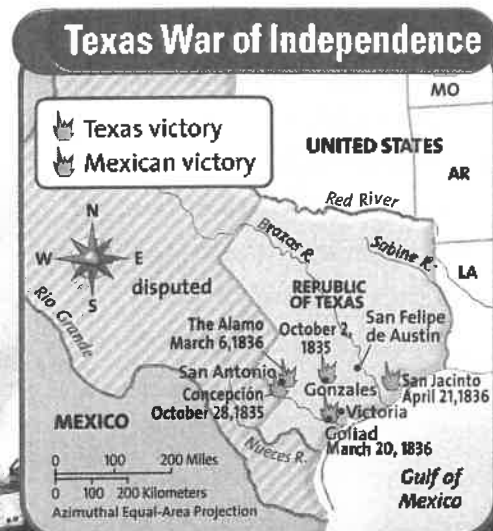 Texas War of Independence
Texas victory
Mexican victory
MO
UNITED STATES
AR
Red River
Brazos R.
Sabine R.
LA
N
W
E
S
disputed
Rio Grande
REPUBLIC
OF TEXAS
The Alamo
March 6, 1836
October 2,
1835
San Felipe
de Austin
San Antonio
Gonzales
San Jacinto
April 21, 1836
Concepción
October 28, 1835
Victoria
Goliad
March 20, 1836
MEXICO
Nueces R.
0 100 200 Miles
0 100 200 Kilometers
Azimuthal Equal-Area Projection
Gulf of
Mexico